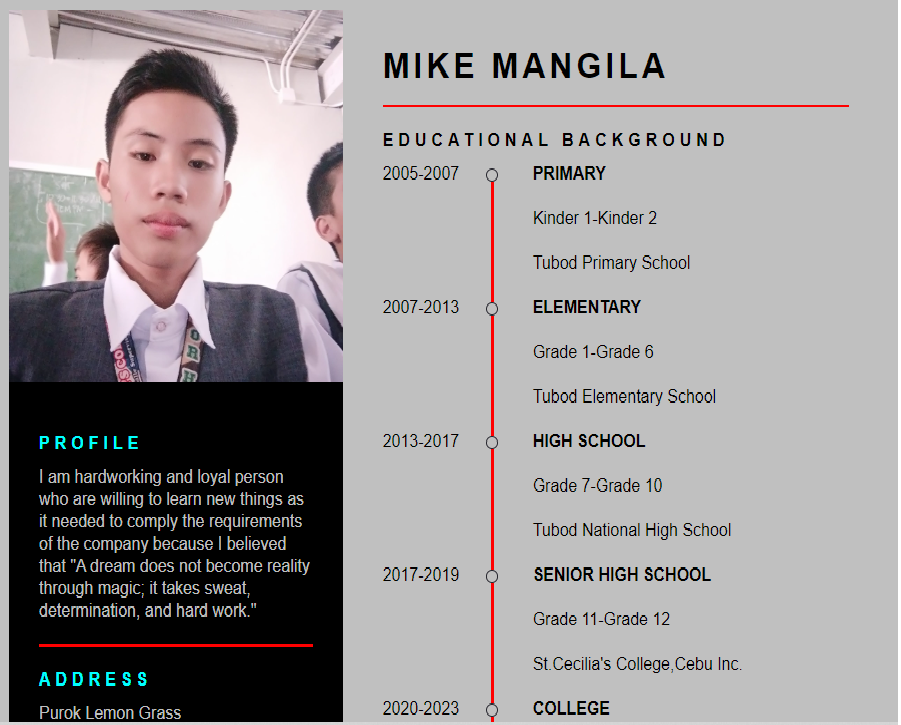 MIKE MANGILA
EDUCATIONAL BACKGROUND
2005-2007 PRIMARY
Kinder 1-Kinder 2
Tubod Primary School
2007-2013 ELEMENTARY
Grade 1-Grade 6
Tubod Elementary School
2013-2017 HIGH SCHOOL
Grade 7-Grade 10
Tubod National High School
2017-2019 SENIOR HIGH SCHOOL
Grade 11-Grade 12
St.Cecilia's College,Cebu Inc.
2020-2023 COLLEGE
PROFILE
I am hardworking and loyal person
who are willing to learn new things as
it needed to comply the requirements
of the company because I believed
that "A dream does not become reality
through magic; it takes sweat,
determination, and hard work."
ADDRESS
Purok Lemon Grass